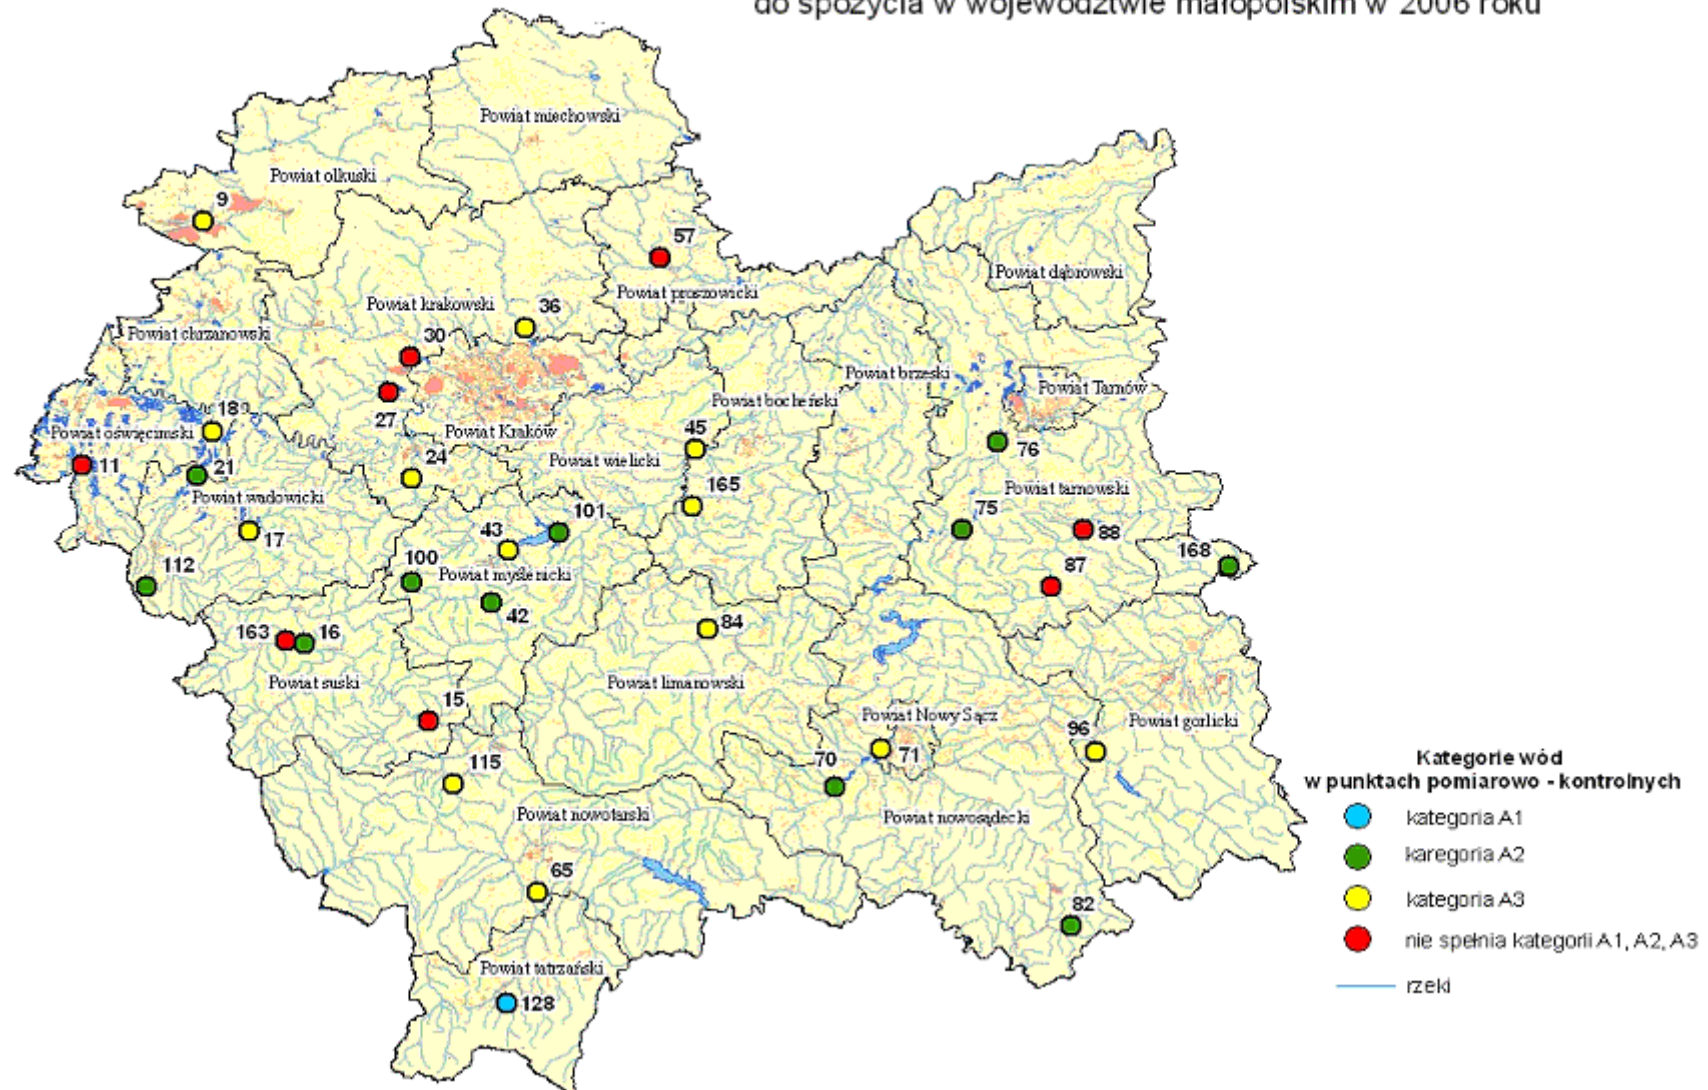 do spożycia w województwie małopolskim w 2006 roku
Powiat miechowski
Powiat olkuski
9
57
Powiat dąbrowski
Powiat proszowicki
Powiat krakowski
36
Powiat chrzanowski
30
Powiat brzeski
Powiat Tarnów
Powiat bocheński
18
27
Powiat oświęcimski
Powiat Kraków
45
76
24
Powiat wielicki
11
21
165
Powiat tarnowski
Powiat wadowicki
75
101
17
43
88
168
112
100
Powiat myślenicki
87
42
84
163
16
Powiat suski
Powiat limanowski
15
Powiat Nowy Sącz
Powiat gorlicki
96
71
70
115
Powiat nowotarski
Powiat nowosądecki
65
82
Powiat tatrzański
128
Kategorie wód
w punktach pomiarowo - kontrolnych
kategoria A1
karegoria A2
kategoria A3
nie spełnia kategorii A1, A2, A3
rzeki